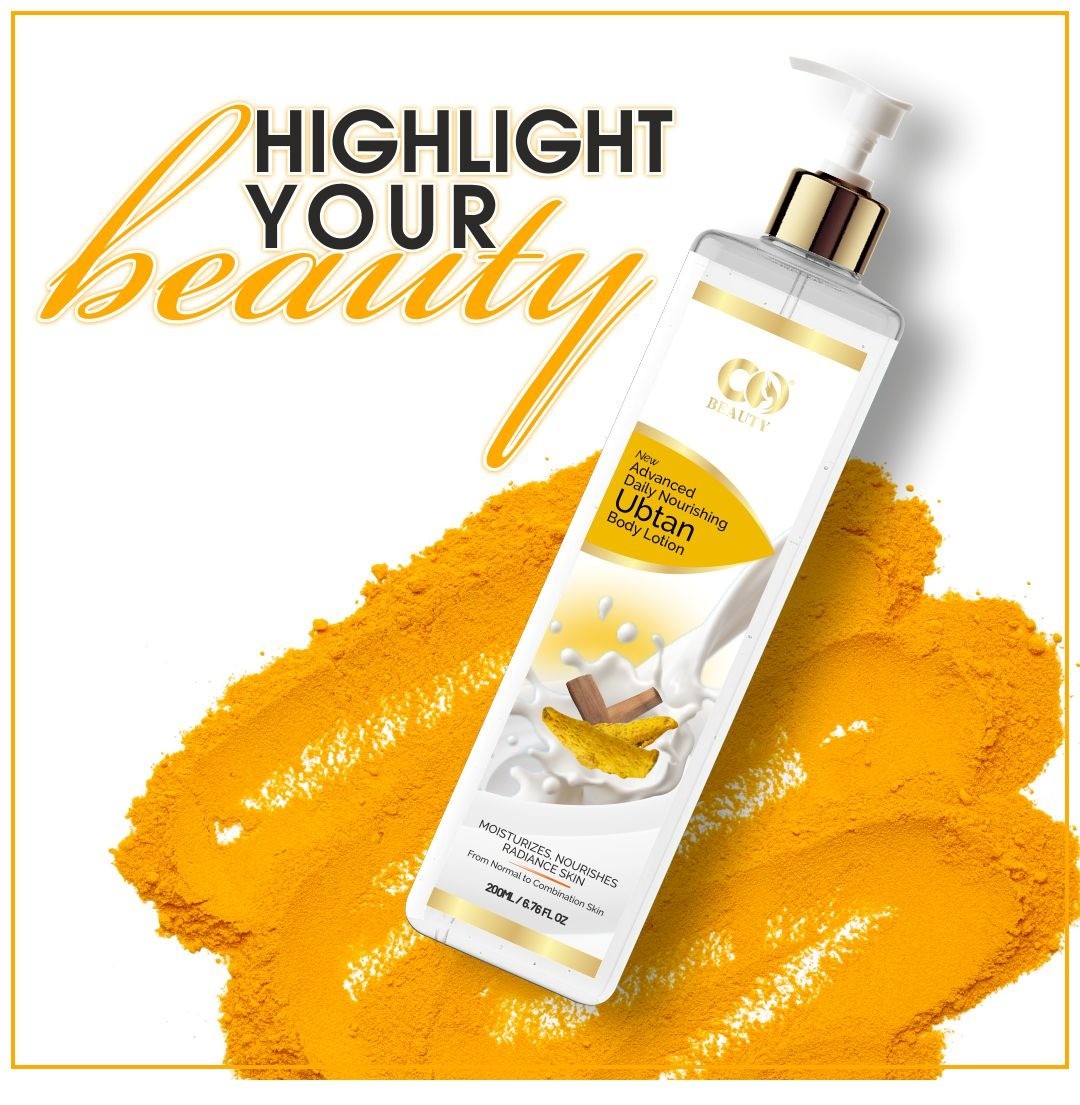 HIGHLIGHT
YOUR
beauty
CO
BEAUTY
New
Advanced
Daily Nourishing
Ubtan
Body Lotion
MOISTURIZES, NOURISHES
RADIANCE SKIN
From Normal to Combination Skin
200ML / 6.76 FL OZ